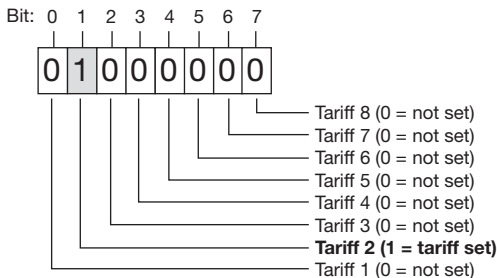 Bit: 0 1 2 3 4 5 6 7
0 1 0 0 0 0 0 0
Tariff 8 (0 = not set)
Tariff 7 (0 = not set)
Tariff 6 (0 = not set)
Tariff 5 (0 = not set)
Tariff 4 (0 = not set)
Tariff 3 (0 = not set)
Tariff 2 (1 = tariff set)
Tariff 1 (0 = not set)